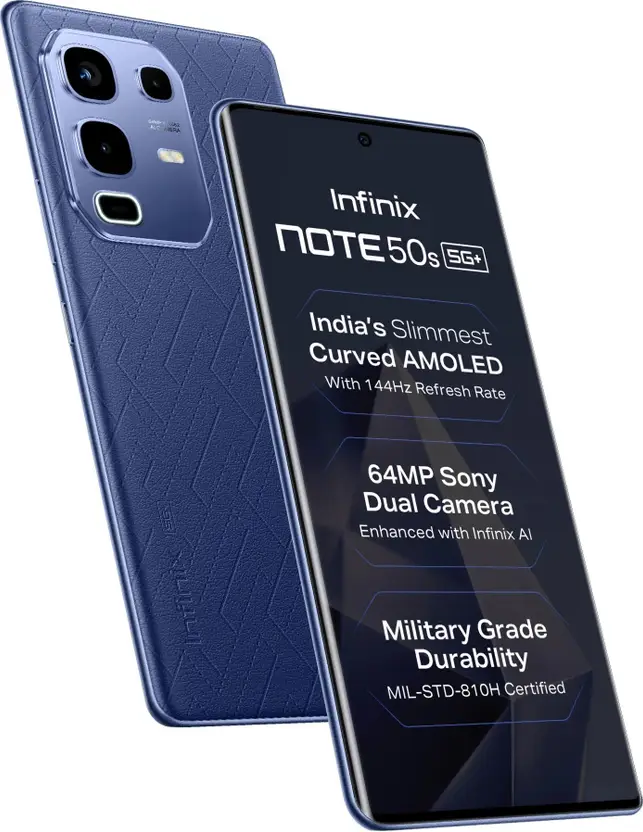 Infinix
NOTE 50s 5G+
India's Slimmest
Curved AMOLED
With 144Hz Refresh Rate
64MP Sony
Dual Camera
Enhanced with Infinix AI
Military Grade
Durability
MIL-STD-810H Certified
Infinix 5G